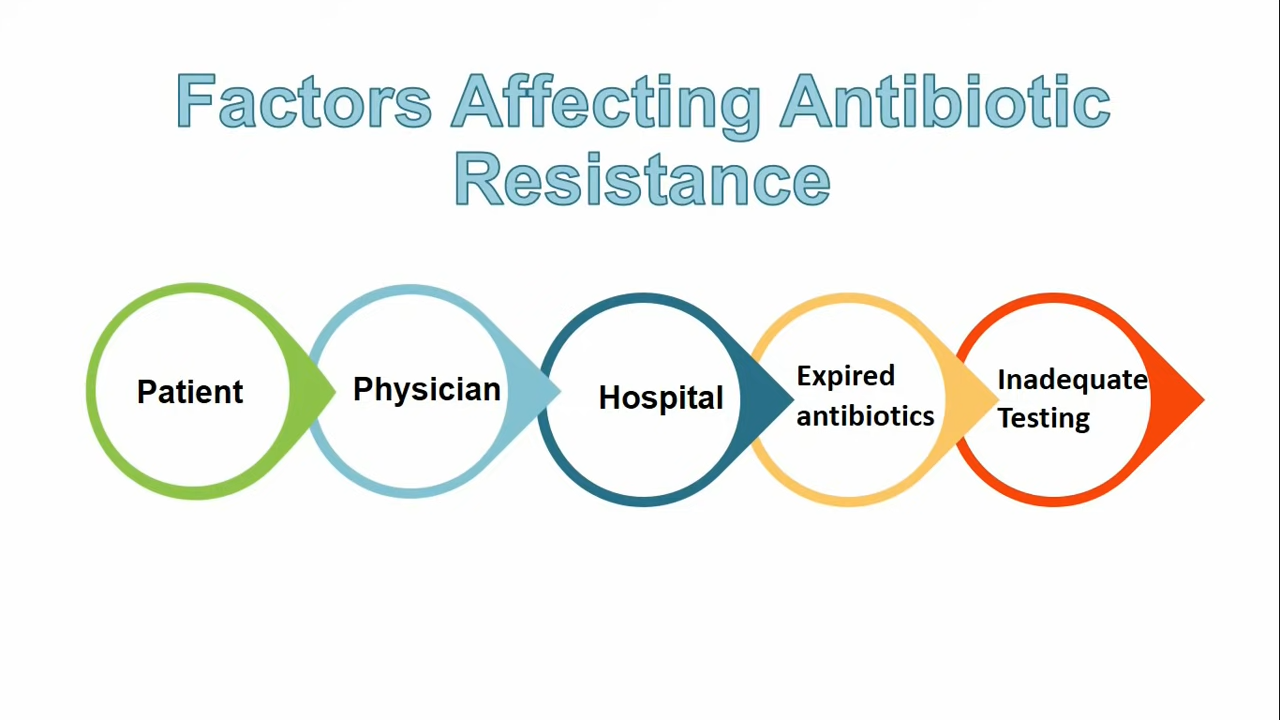 Factors Affecting Antibiotic
Resistance
Patient
Physician
Hospital
Expired
antibiotics
Inadequate
Testing